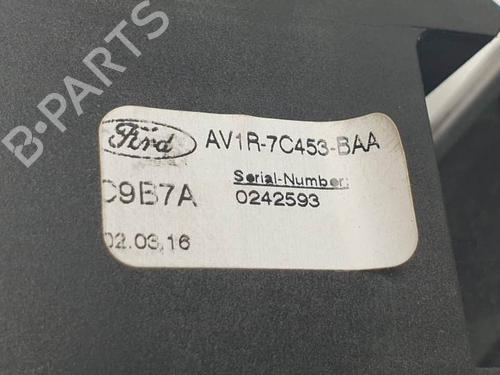 Ford
AV1R-7C453-BAA
C9B7A
Serial-Number:
0242593
02.03.16
B-PARTS